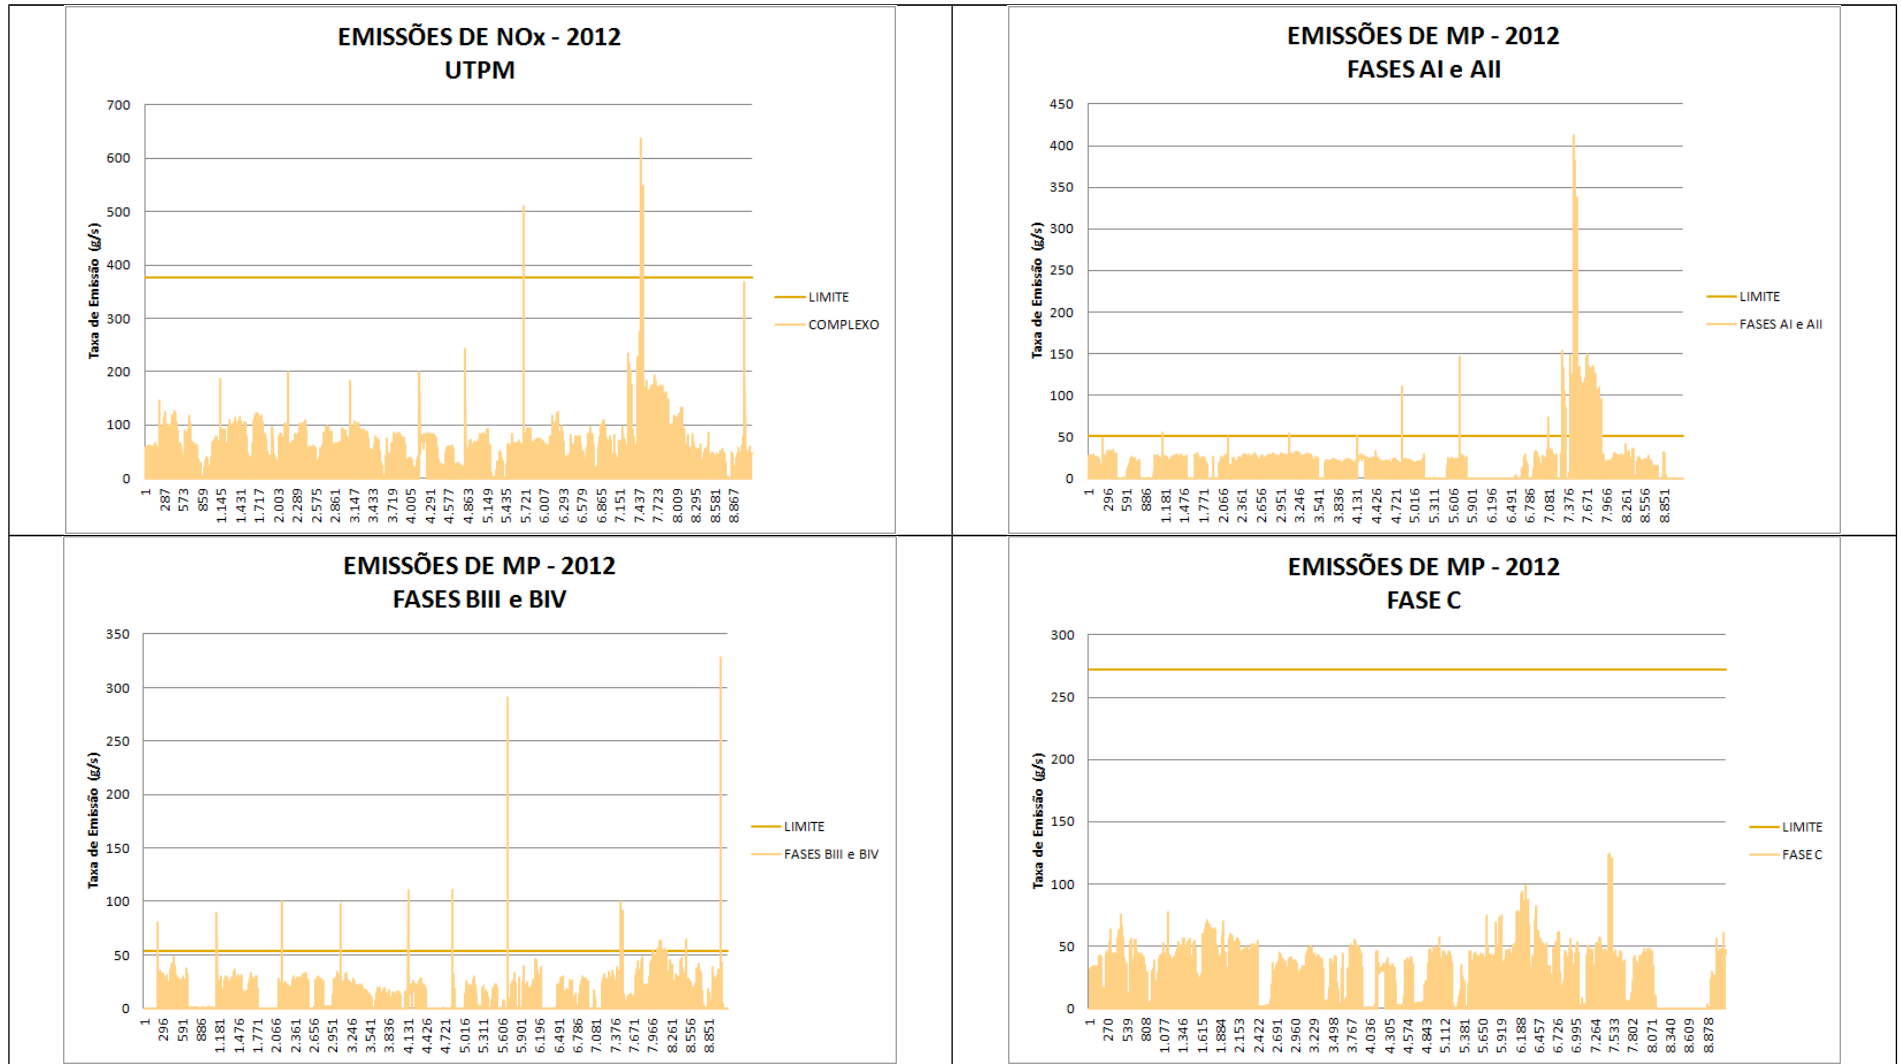 EMISSÕES DE NOx - 2012
UTPM
Taxa de Emissão (g/s)
700
600
500
400
300
200
100
0
1 287 573 859 1.145 1.431 1.717 2.003 2.289 2.575 2.861 3.147 3.433 3.719 4.005 4.291 4.577 4.863 5.149 5.435 5.721 6.007 6.293 6.579 6.865 7.151 7.437 7.723 8.009 8.295 8.581 8.867
LIMITE
COMPLEXO
EMISSÕES DE MP - 2012
FASES AI e AII
Taxa de Emissão (g/s)
450
400
350
300
250
200
150
100
50
0
1 296 591 886 1.181 1.476 1.771 2.066 2.361 2.656 2.951 3.246 3.541 3.836 4.131 4.426 4.721 5.016 5.311 5.606 5.901 6.196 6.491 6.786 7.081 7.376 7.671 7.966 8.261 8.556 8.851
LIMITE
FASES AI e AII
EMISSÕES DE MP - 2012
FASES BIII e BIV
Taxa de Emissão (g/s)
350
300
250
200
150
100
50
0
1 296 591 886 1.181 1.476 1.771 2.066 2.361 2.656 2.951 3.246 3.541 3.836 4.131 4.426 4.721 5.016 5.311 5.606 5.901 6.196 6.491 6.786 7.081 7.376 7.671 7.966 8.261 8.556 8.851
LIMITE
FASES BIII e BIV
EMISSÕES DE MP - 2012
FASE C
Taxa de Emissão (g/s)
300
250
200
150
100
50
0
1 270 539 808 1.077 1.346 1.615 1.884 2.153 2.422 2.691 2.960 3.229 3.498 3.767 4.036 4.305 4.574 4.843 5.112 5.381 5.650 5.919 6.188 6.457 6.726 6.995 7.264 7.533 7.802 8.071 8.340 8.609 8.878
LIMITE
FASE C